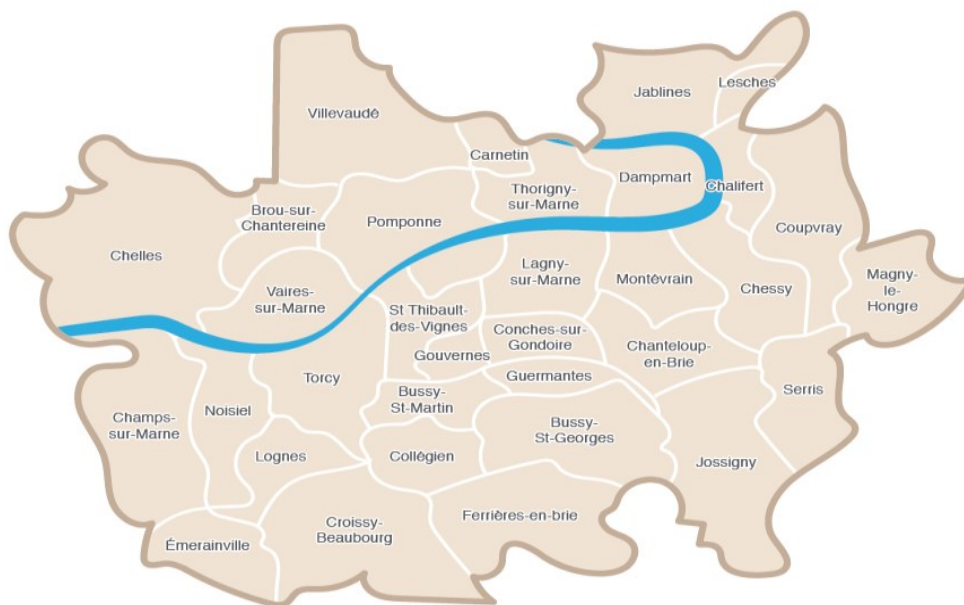 Lesches
Jablines
Villevaudé
Carnetin
Dampmart
Thorigny-
sur-Marne
Chalifert
Brou-sur-
Chantereine
Pomponne
Coupvray
Chelles
Lagny-
sur-Marne
Montévrain
Chessy
Magny-
le-
Hongre
Vaires-
sur-Marne
St Thibault-
des-Vignes
Conches-sur-
Gondoire
Chanteloup-
en-Brie
Gouvernes
Guermantes
Torcy
Serris
Bussy-
St-Martin
Noisiel
Champs-
sur-Marne
Bussy-
St-Georges
Lognes
Collégien
Jossigny
Ferrières-en-brie
Croissy-
Beaubourg
Émerainville